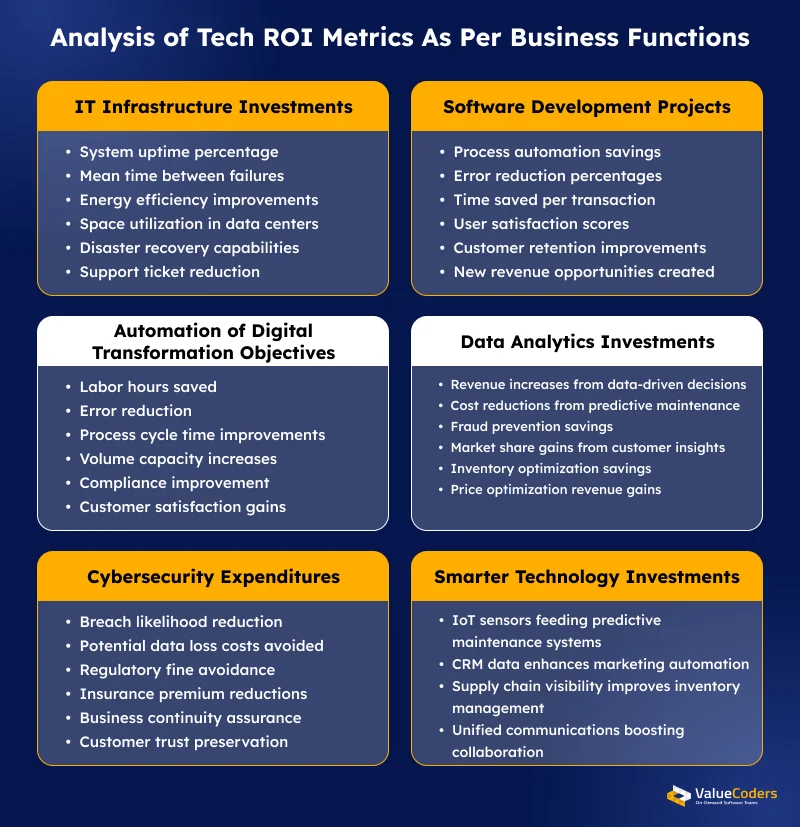 Analysis of Tech ROI Metrics As Per Business Functions
IT Infrastructure Investments
• System uptime percentage
• Mean time between failures
• Energy efficiency improvements
• Space utilization in data centers
• Disaster recovery capabilities
• Support ticket reduction
Software Development Projects
• Process automation savings
• Error reduction percentages
• Time saved per transaction
• User satisfaction scores
• Customer retention improvements
• New revenue opportunities created
Automation of Digital
Transformation Objectives
• Labor hours saved
• Error reduction
• Process cycle time improvements
• Volume capacity increases
• Compliance improvement
• Customer satisfaction gains
Data Analytics Investments
• Revenue increases from data-driven decisions
• Cost reductions from predictive maintenance
• Fraud prevention savings
• Market share gains from customer insights
• Inventory optimization savings
• Price optimization revenue gains
Cybersecurity Expenditures
• Breach likelihood reduction
• Potential data loss costs avoided
• Regulatory fine avoidance
• Insurance premium reductions
• Business continuity assurance
• Customer trust preservation
Smarter Technology Investments
• IoT sensors feeding predictive
maintenance systems
• CRM data enhances marketing automation
• Supply chain visibility improves inventory
management
• Unified communications boosting
collaboration
ValueCoders
On-Demand Software Teams